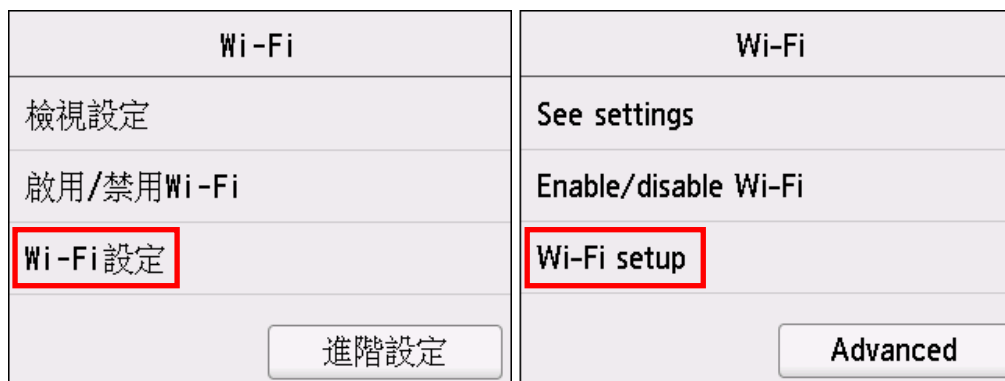 Wi-Fi
檢視設定
啟用/禁用Wi-Fi
Wi-Fi設定
進階設定
Wi-Fi
See settings
Enable/disable Wi-Fi
Wi-Fi setup
Advanced